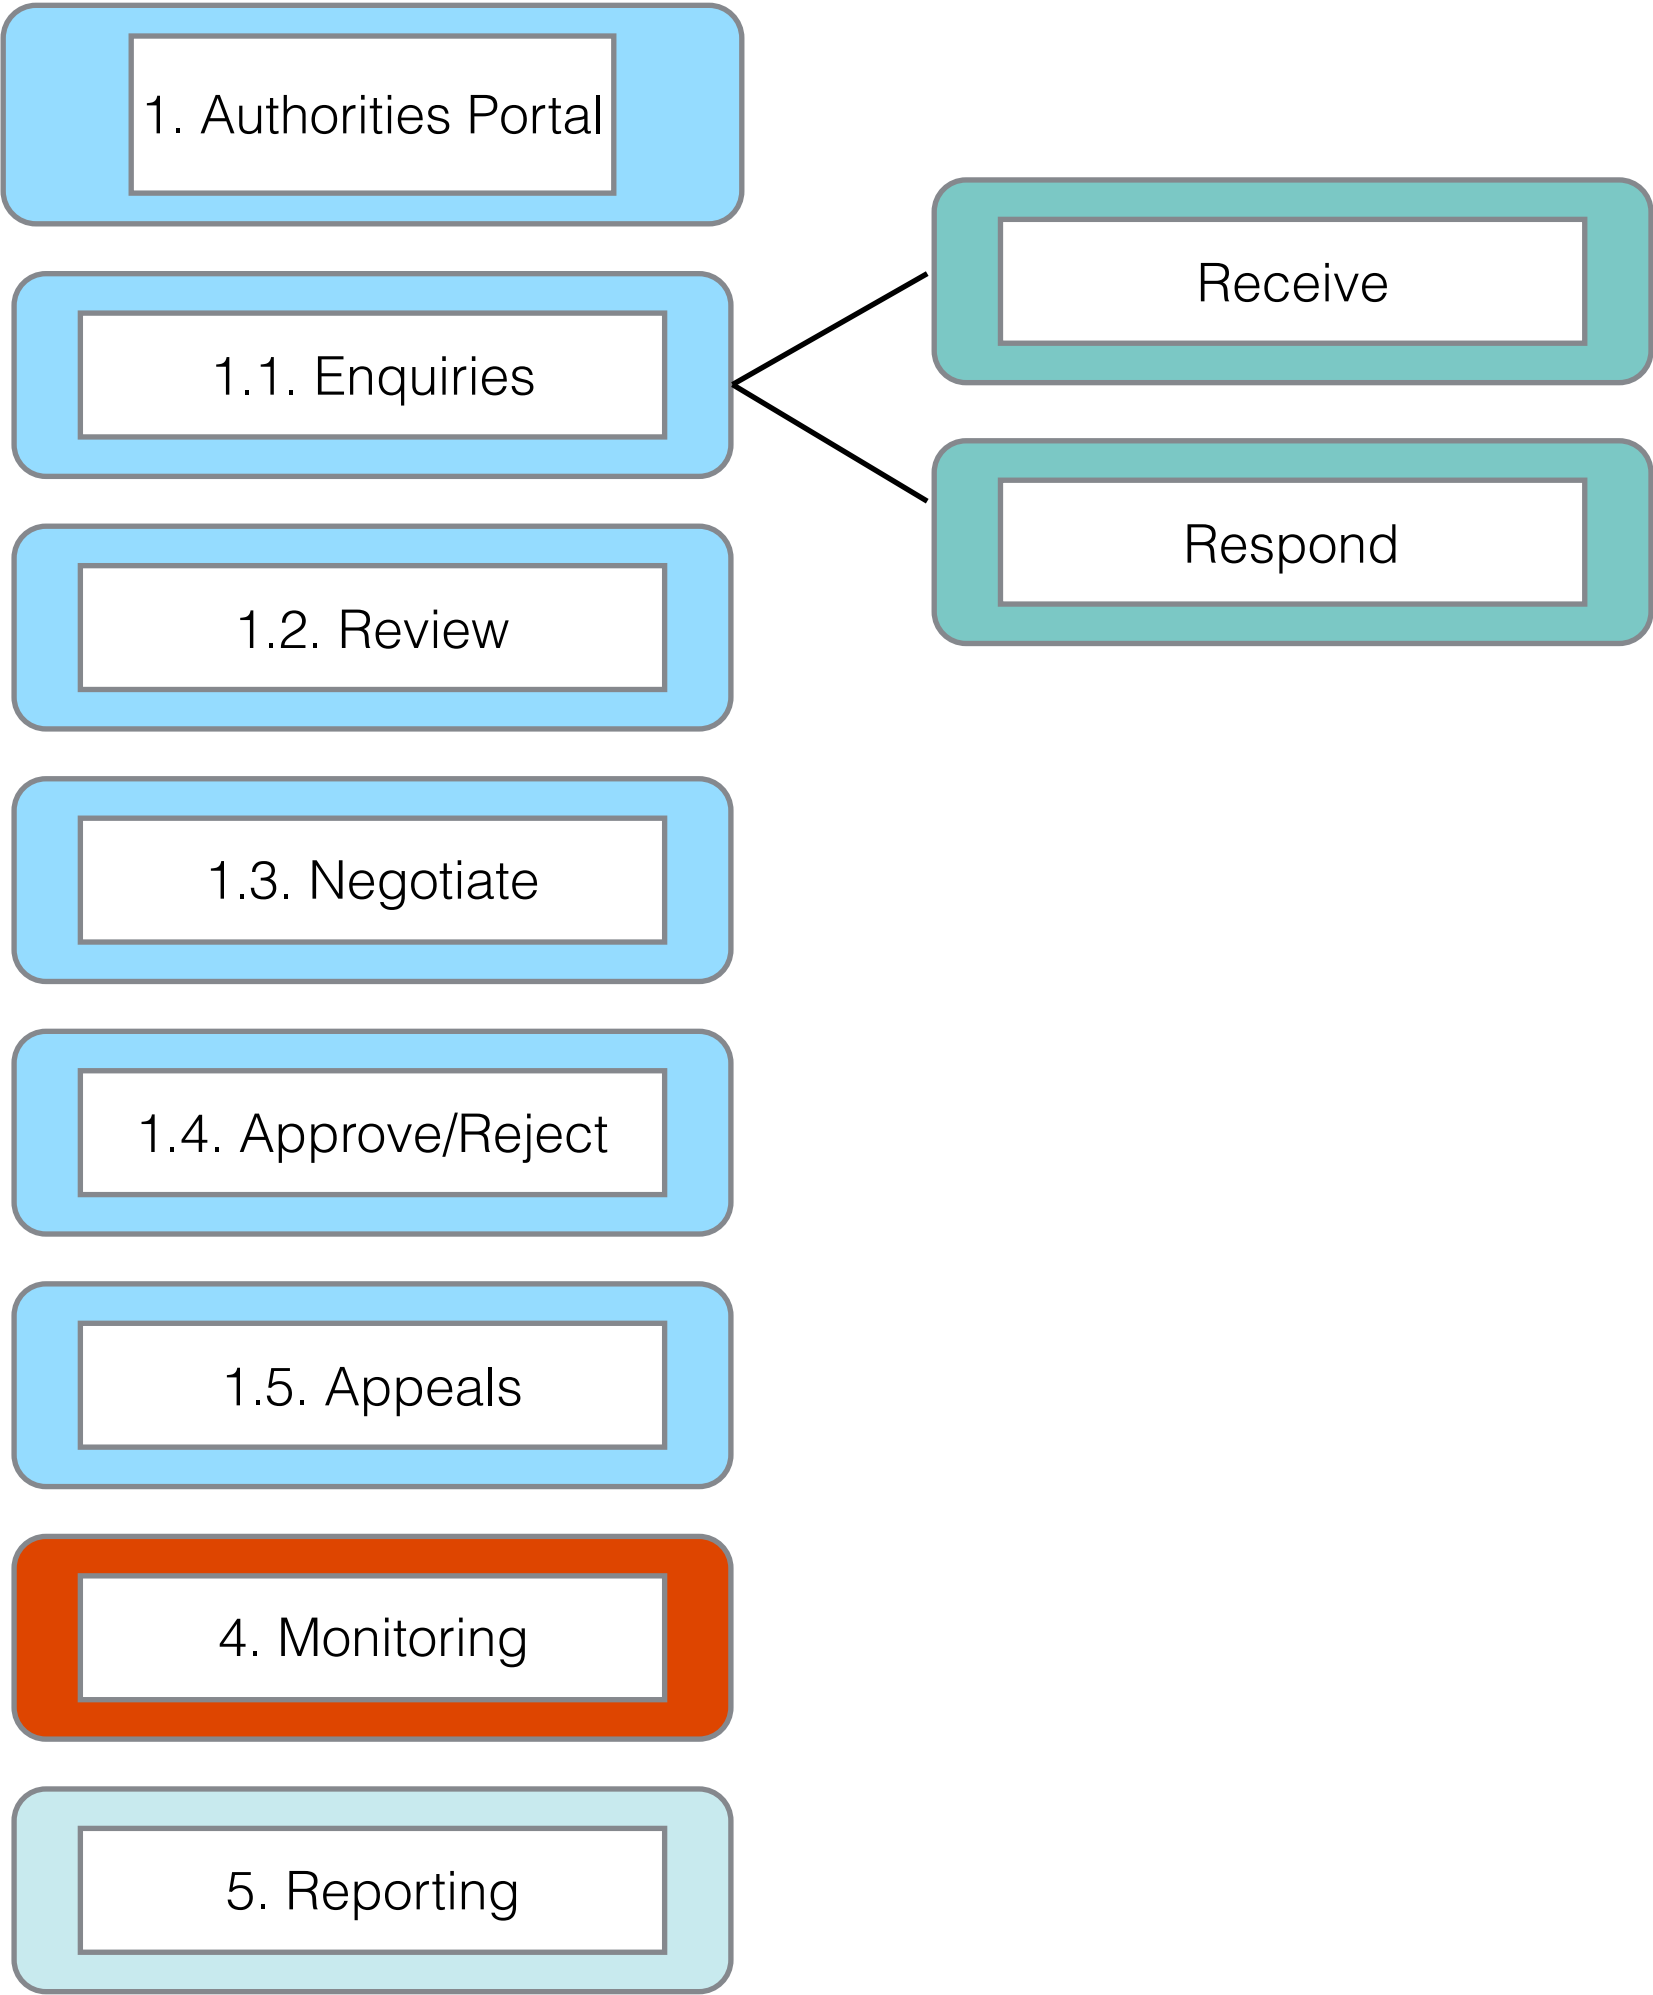 1. Authorities Portal
1.1. Enquiries
Receive
Respond
1.2. Review
1.3. Negotiate
1.4. Approve/Reject
1.5. Appeals
4. Monitoring
5. Reporting